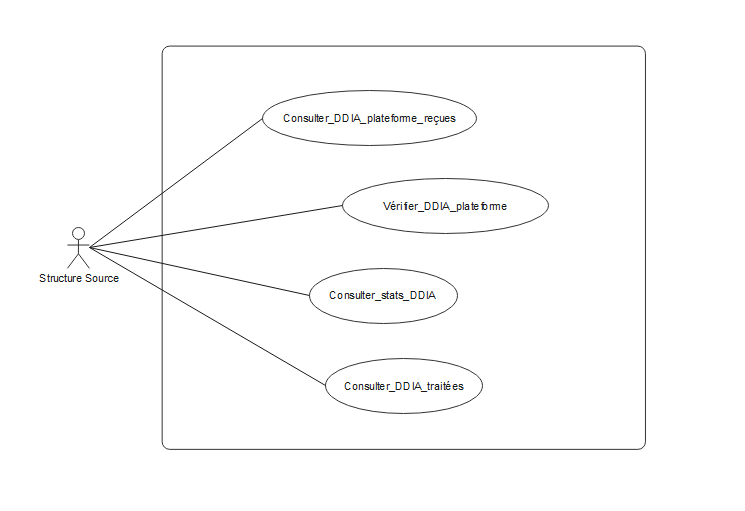 Consulter_DDIA_plateforme_reçues
Vérifier_DDIA_plateforme
Structure Source
Consulter_stats_DDIA
Consulter_DDIA_traitées